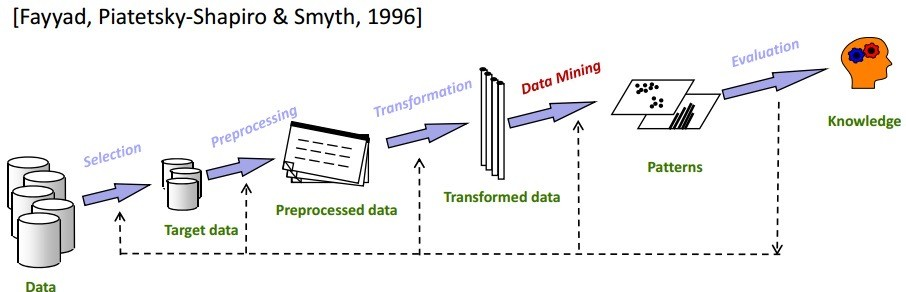 [Fayyad, Piatetsky-Shapiro & Smyth, 1996]
Selection
Preprocessing
Transformation
Data Mining
Evaluation
Data
Target data
Preprocessed data
Transformed data
Patterns
Knowledge